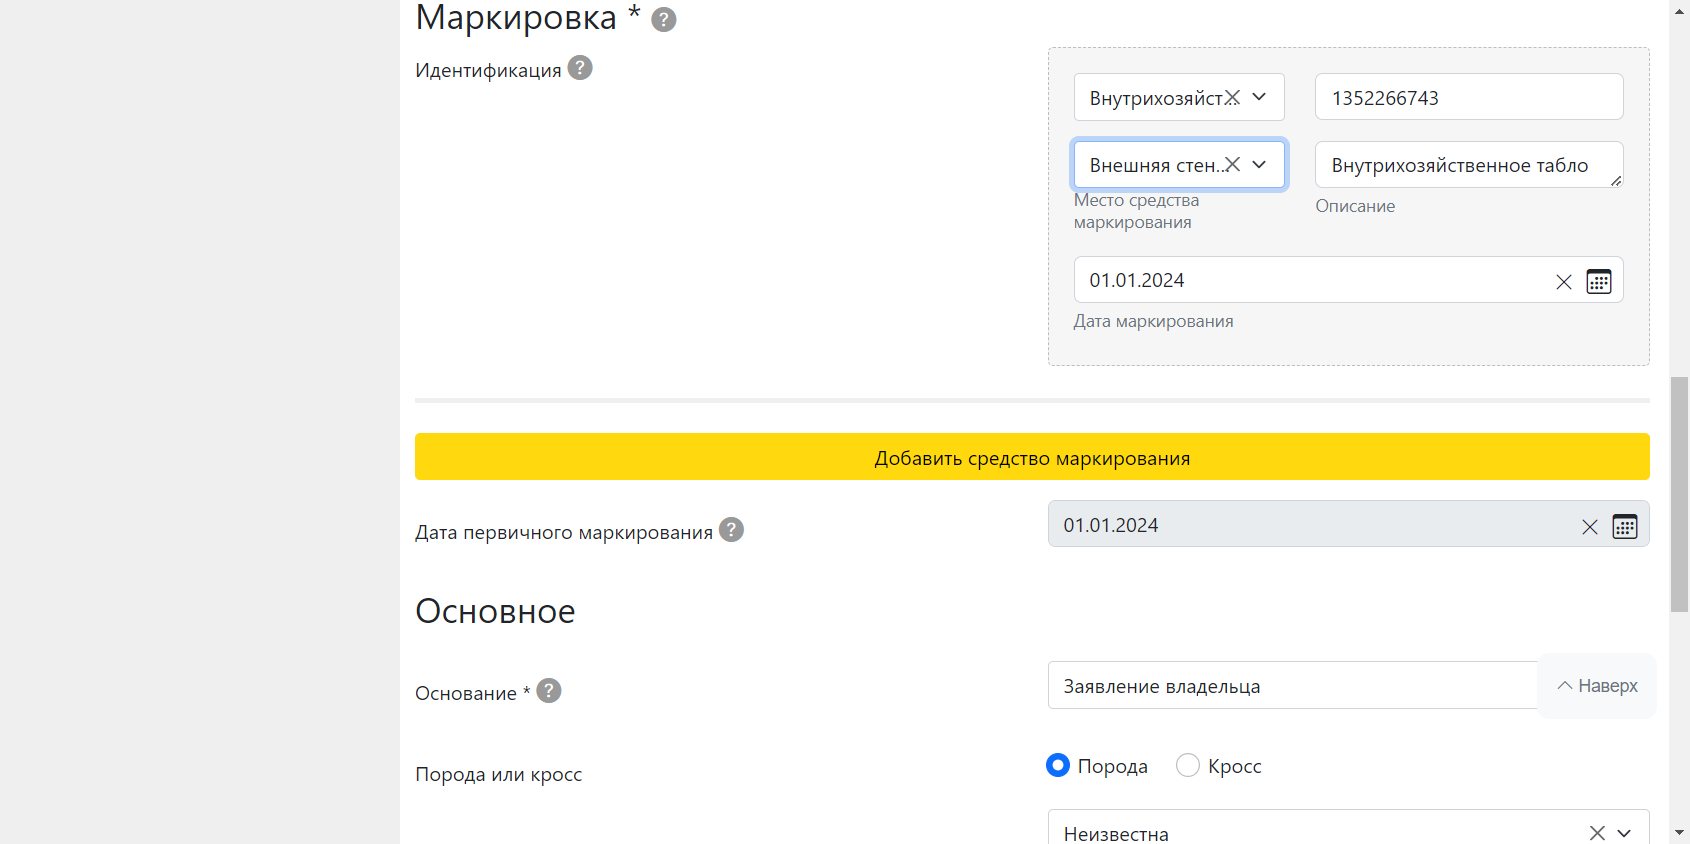 Маркировка *
Идентификация
Внутрихозяйст...
1352266743
Внешняя стен...
Внутрихозяйственное табло
Место средства
маркирования
Описание
01.01.2024
Дата маркирования
Добавить средство маркирования
Дата первичного маркирования
01.01.2024
Основное
Основание *
Заявление владельца
Наверх
Порода или кросс
Порода
Кросс
Неизвестна